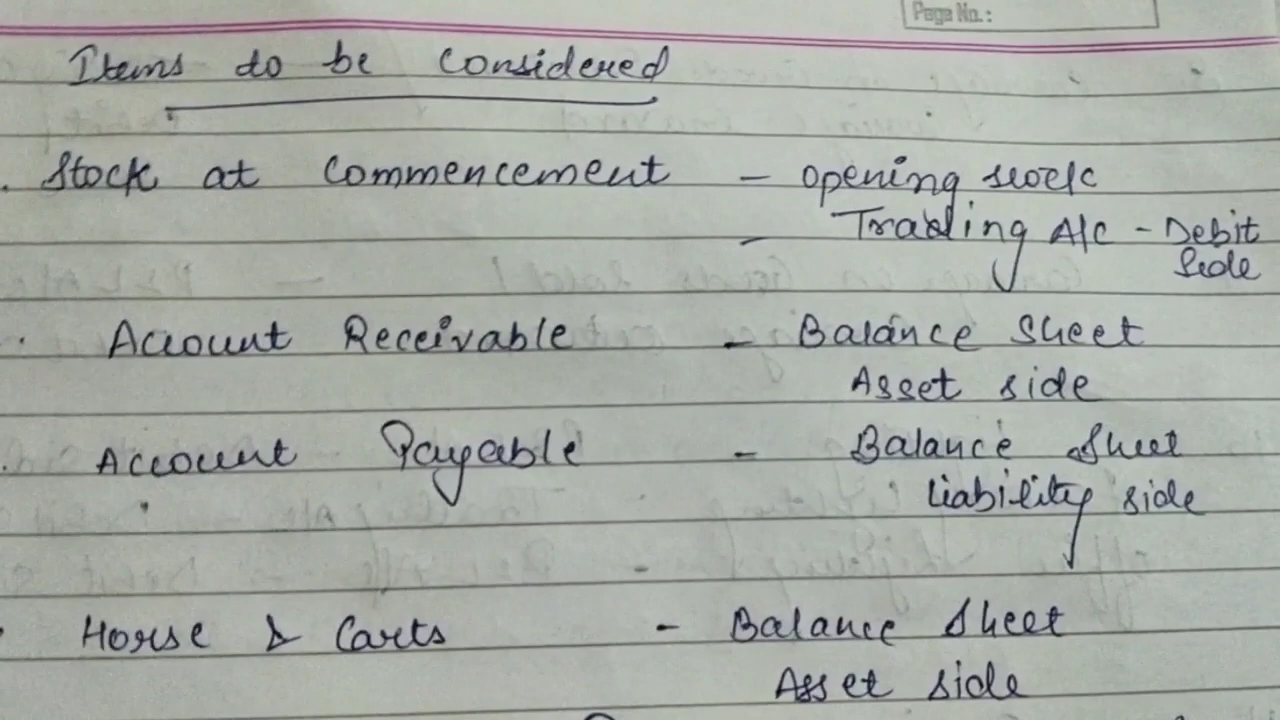 Page No.:
Items to be considered
Stock at Commencement - opening stock
- Trading A/c - Debit
Side
Account Receivable - Balance Sheet
Asset side
Account Payable - Balance Sheet
liability side
Horse & Carts - Balance Sheet
Asset side